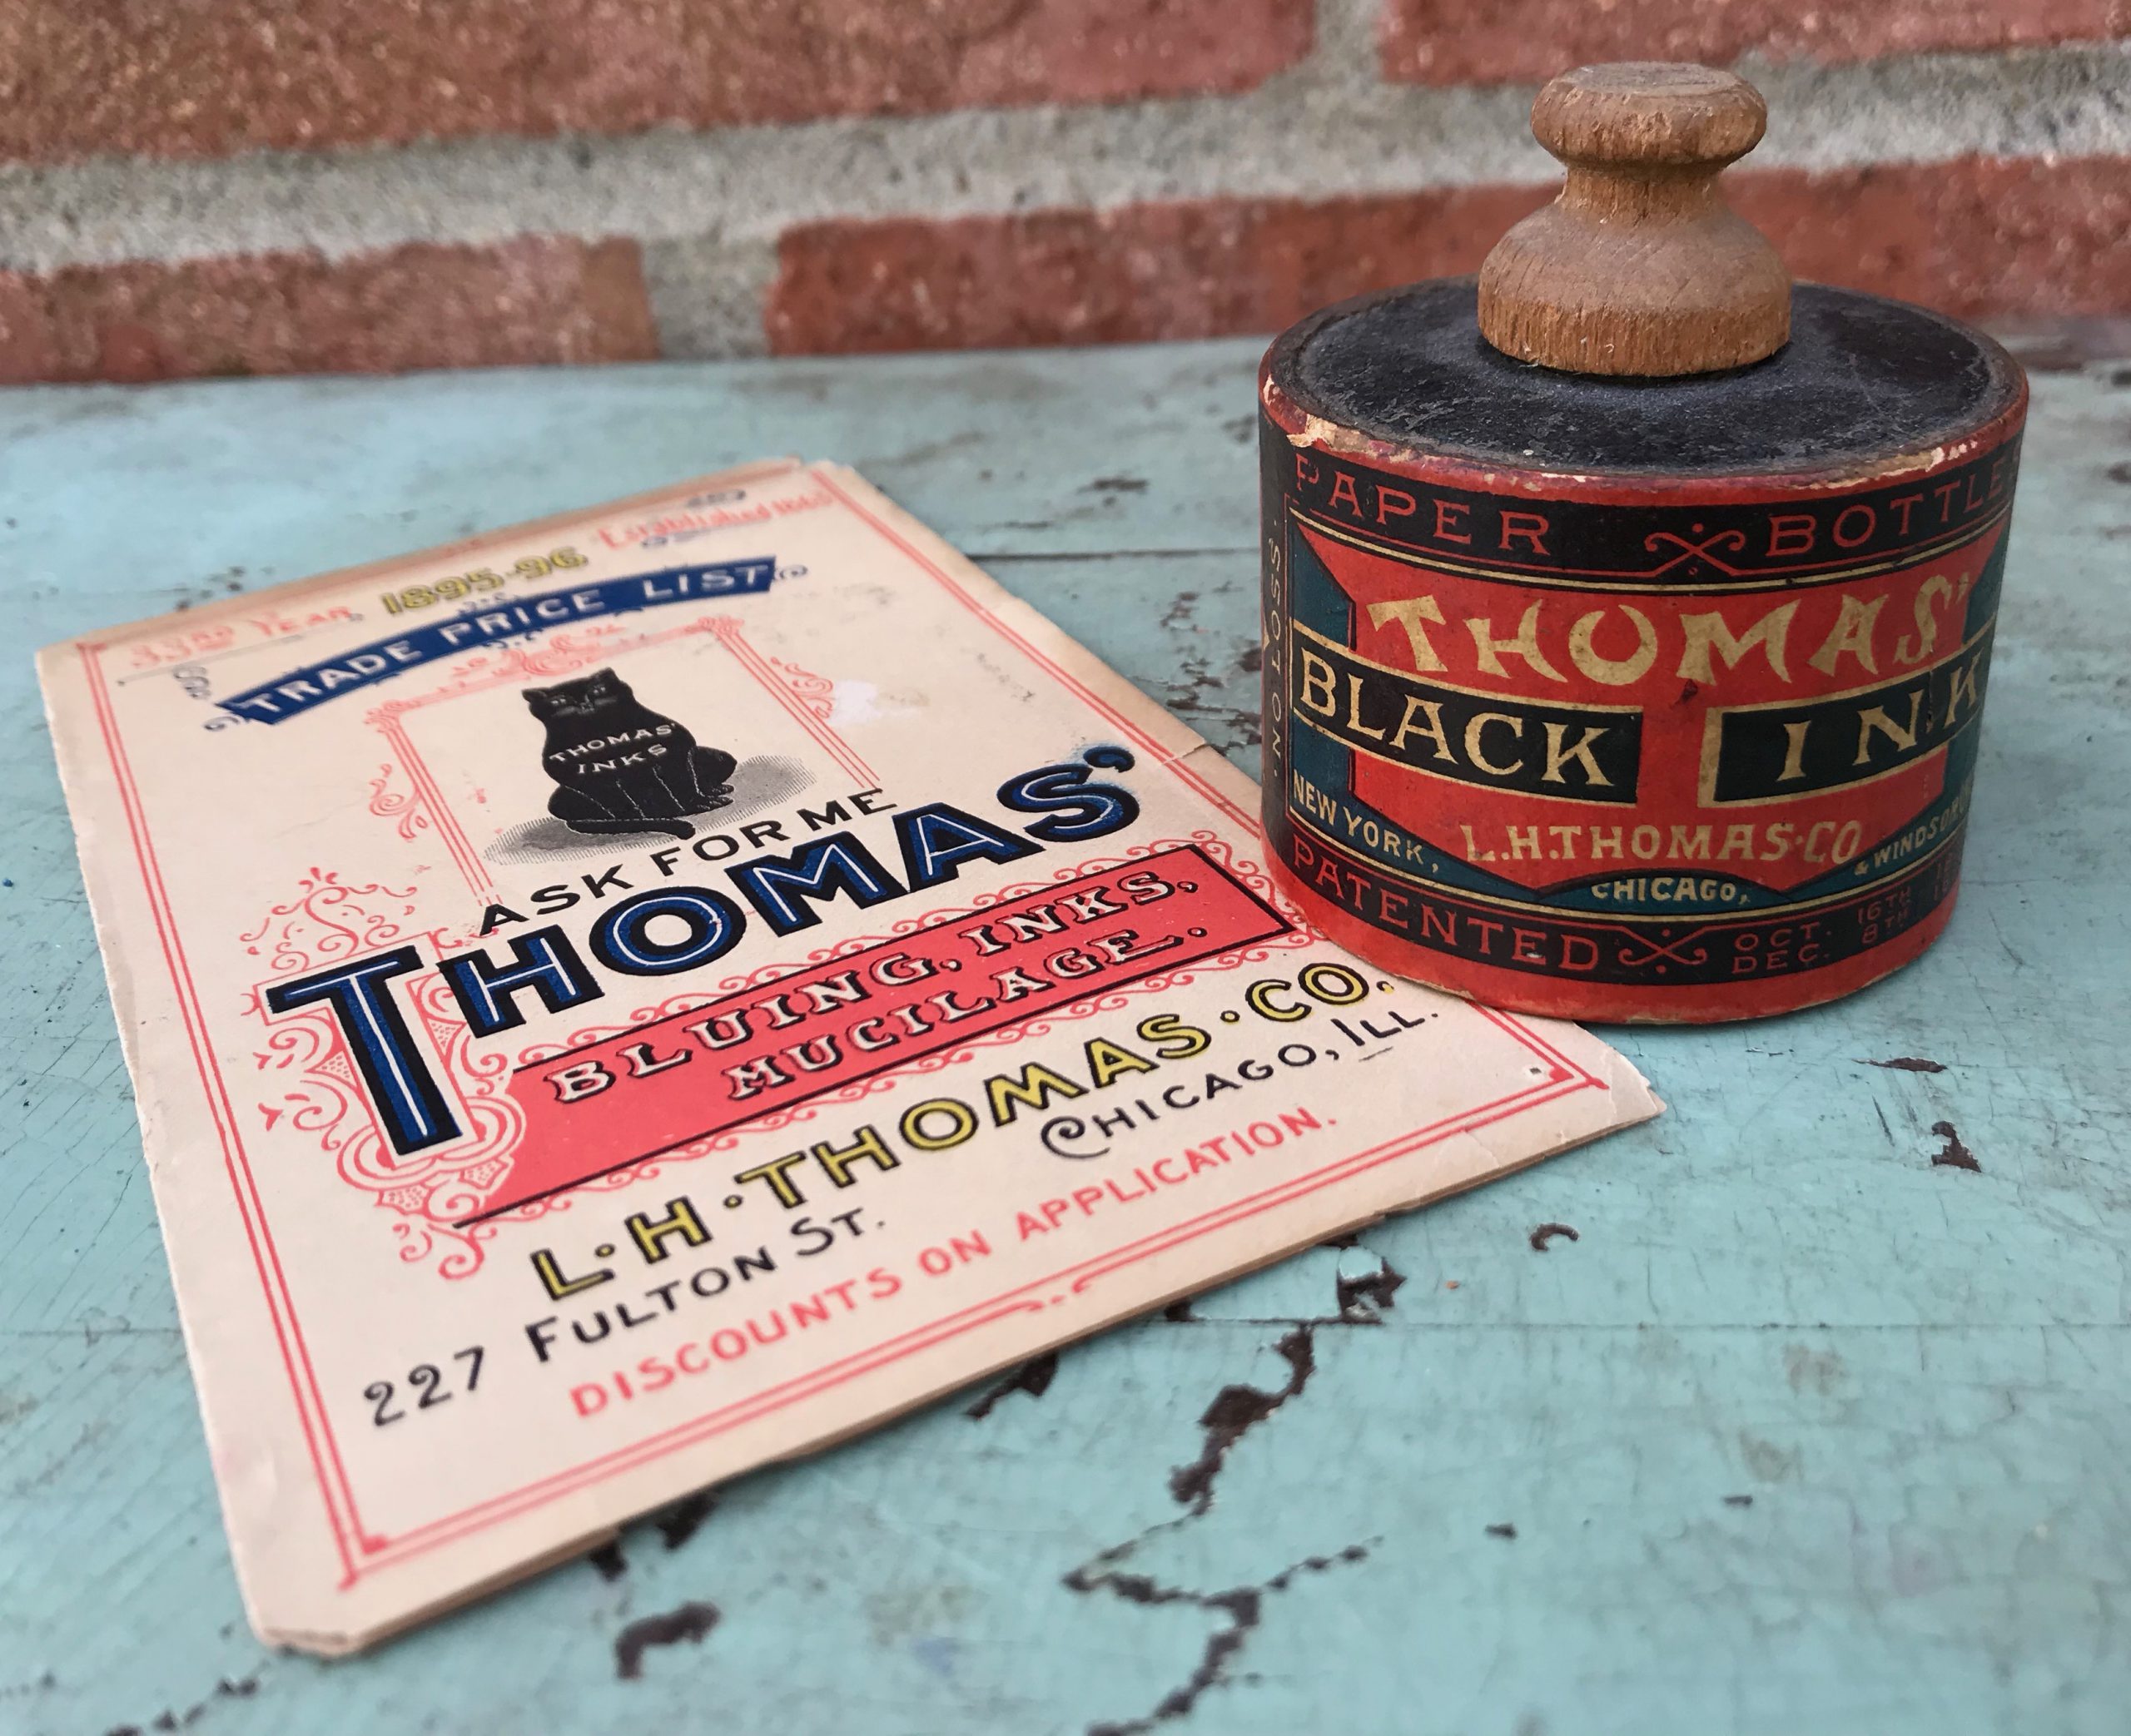 Established 1865
1895-96
YEAR
TRADE PRICE LIST
THOMAS'
INKS
ASK FOR ME
THOMAS'
BLUING, INKS,
MUCILAGE.
L.H.THOMAS.CO.
CHICAGO, ILL.
227 FULTON ST.
DISCOUNTS ON APPLICATION.
PAPER BOTTLE
NO LOSS
THOMAS'
BLACK INK
L.H.THOMAS.CO
NEW YORK, CHICAGO, & WINDSOR
PATENTED OCT. 16TH
DEC. 8TH